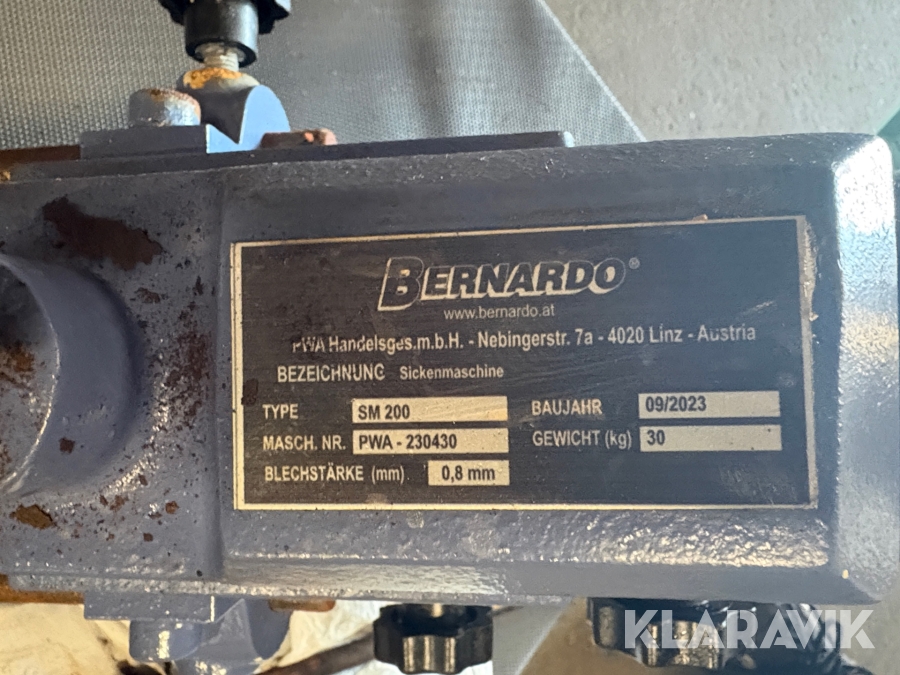 BERNARDO®
www.bernardo.at
PWA Handelsges.m.b.H. - Nebingerstr. 7a - 4020 Linz - Austria
BEZEICHNUNG Sickenmaschine
TYPE SM 200 BAUJAHR 09/2023
MASCH. NR. PWA - 230430 GEWICHT (kg) 30
BLECHSTÄRKE (mm) 0,8 mm
KLARAVIK